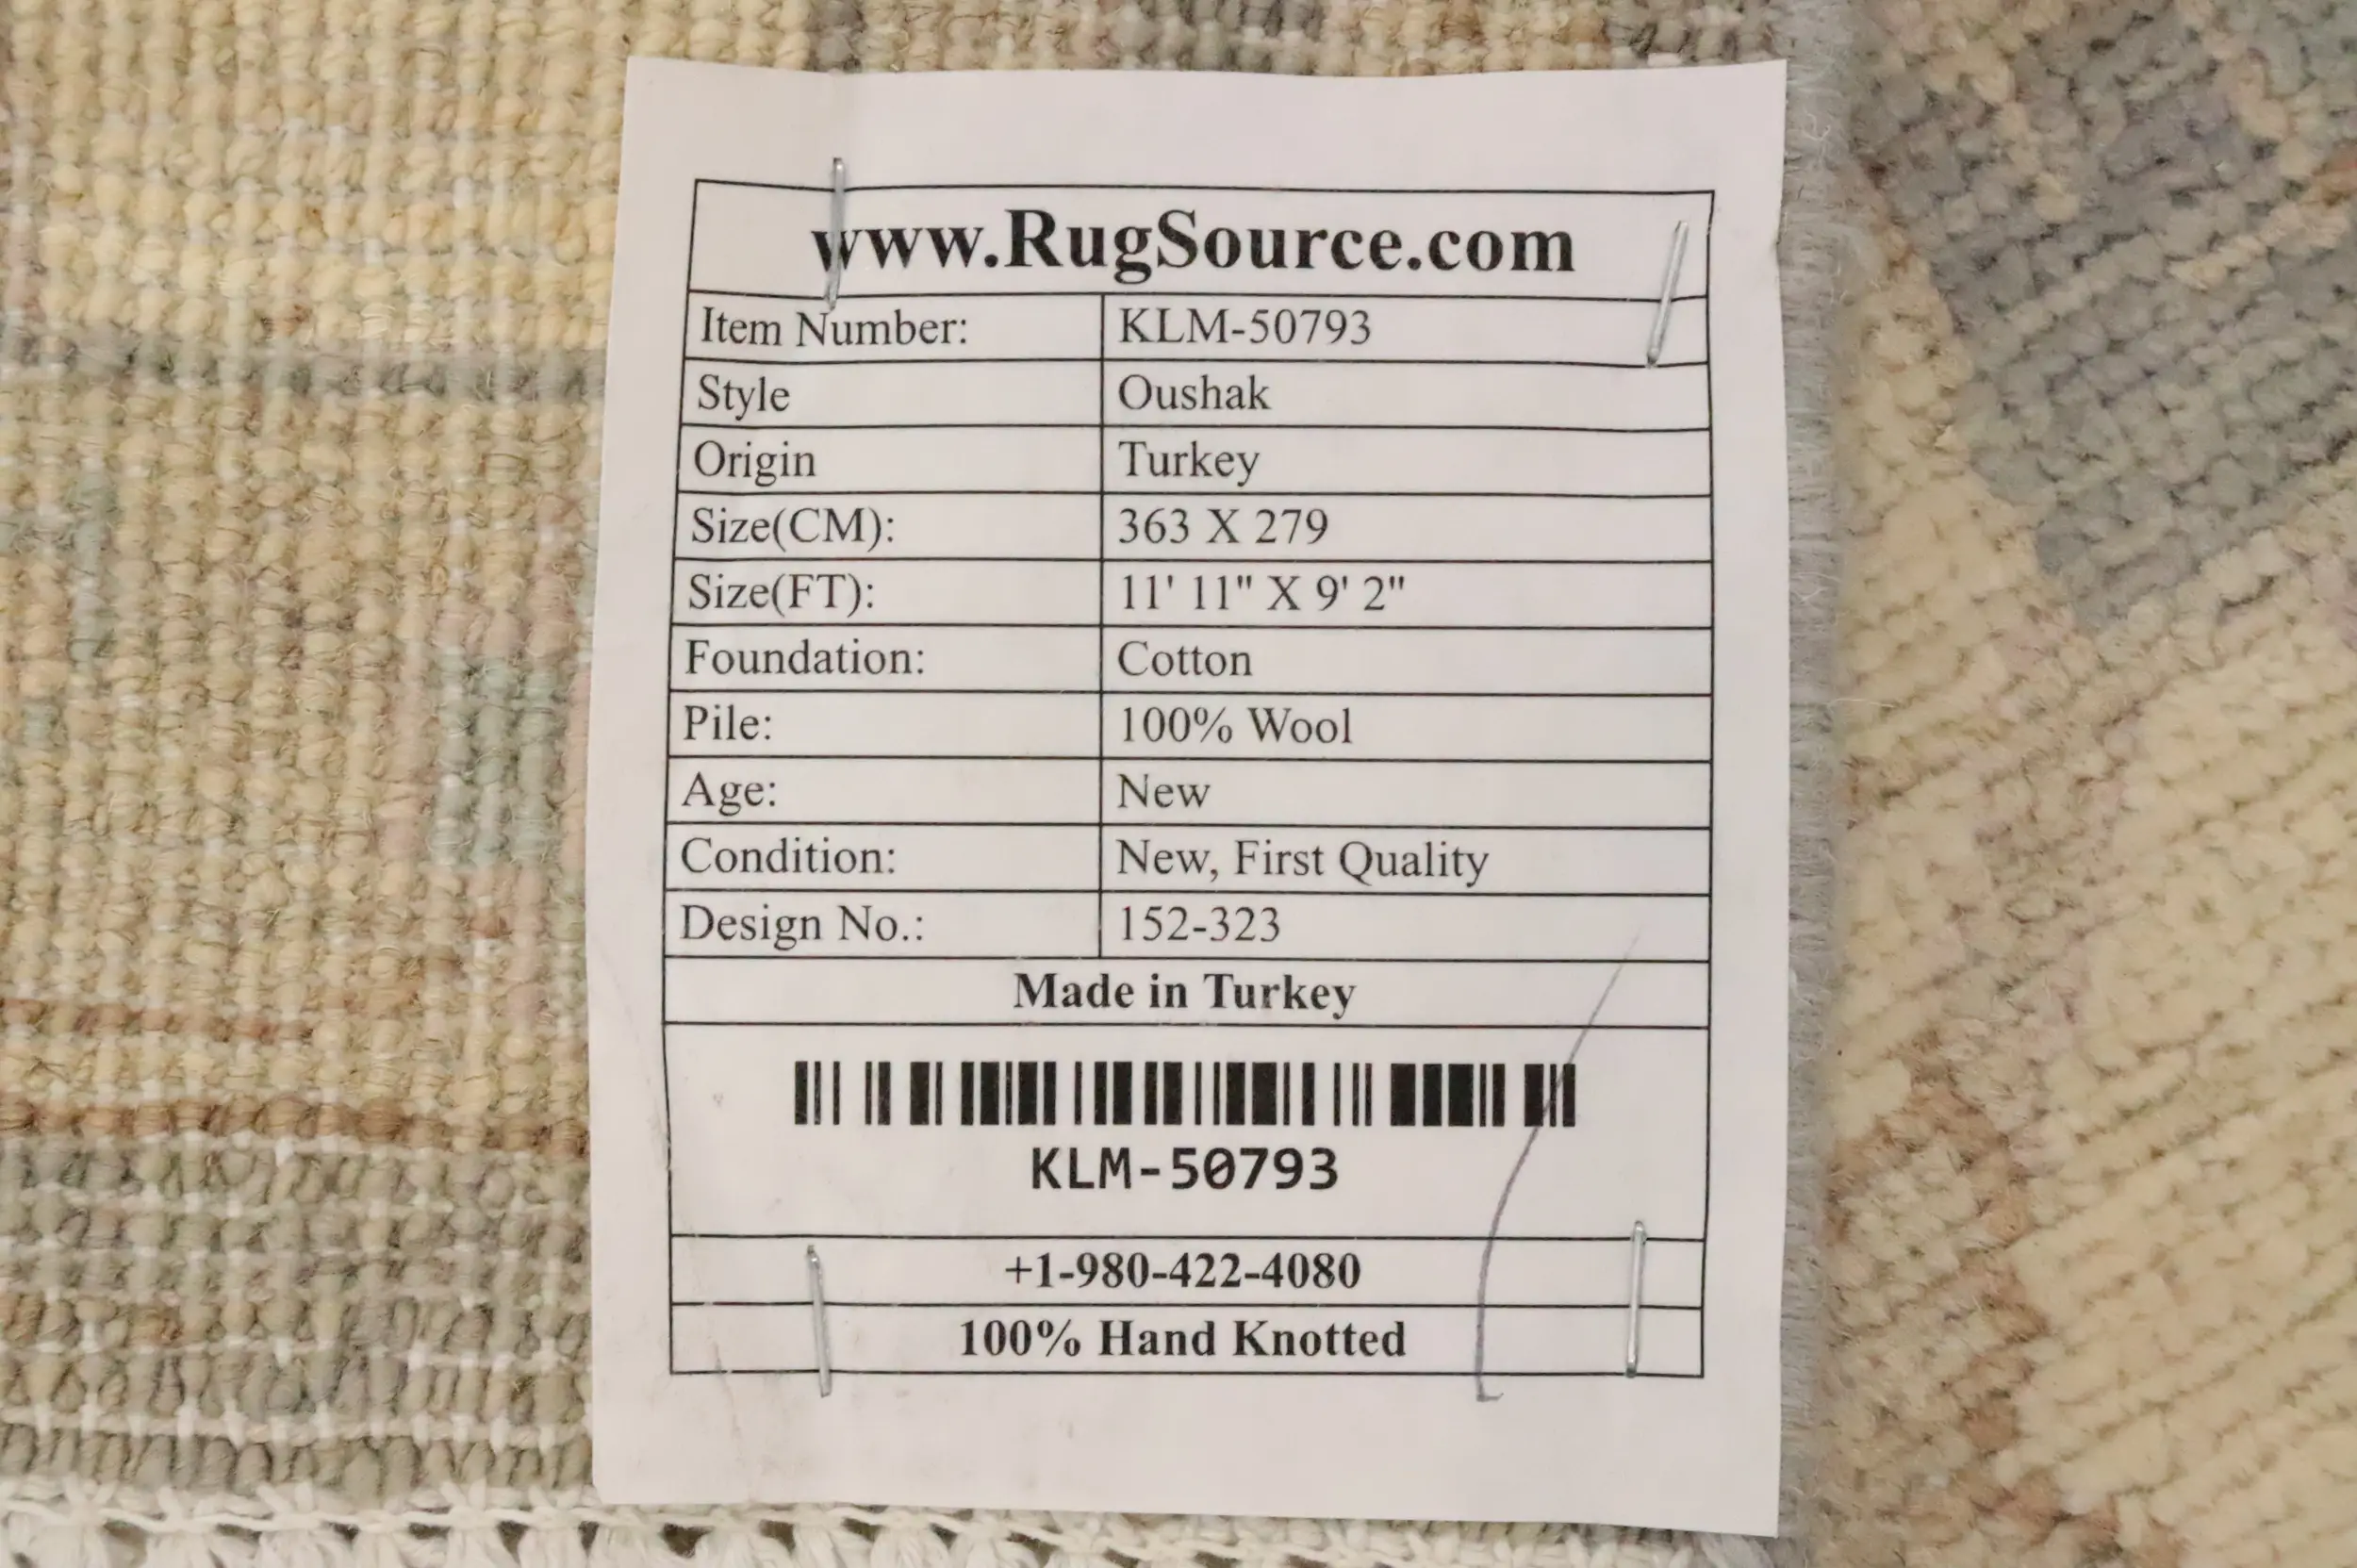 www.RugSource.com
Item Number: KLM-50793
Style Oushak
Origin Turkey
Size(CM): 363 X 279
Size(FT): 11' 11" X 9' 2"
Foundation: Cotton
Pile: 100% Wool
Age: New
Condition: New, First Quality
Design No.: 152-323
Made in Turkey
KLM-50793
+1-980-422-4080
100% Hand Knotted